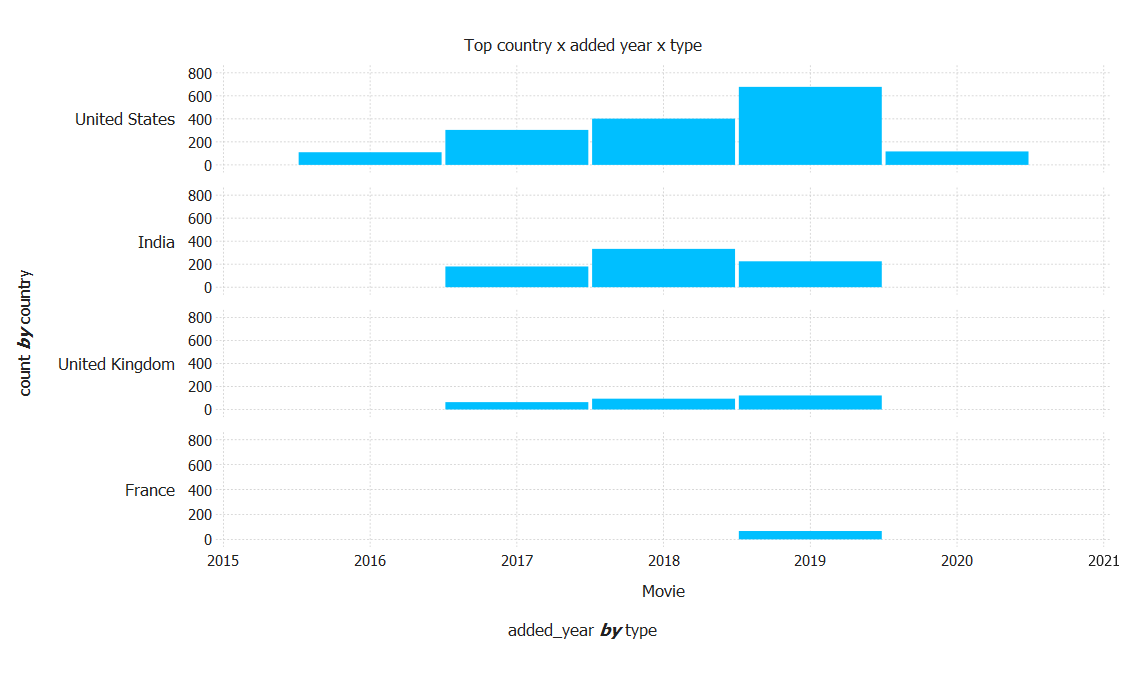 Top country x added year x type
United States
800
600
400
200
0
India
800
600
400
200
0
United Kingdom
800
600
400
200
0
France
800
600
400
200
0
count by country
2015 2016 2017 2018 2019 2020 2021
Movie
added_year by type